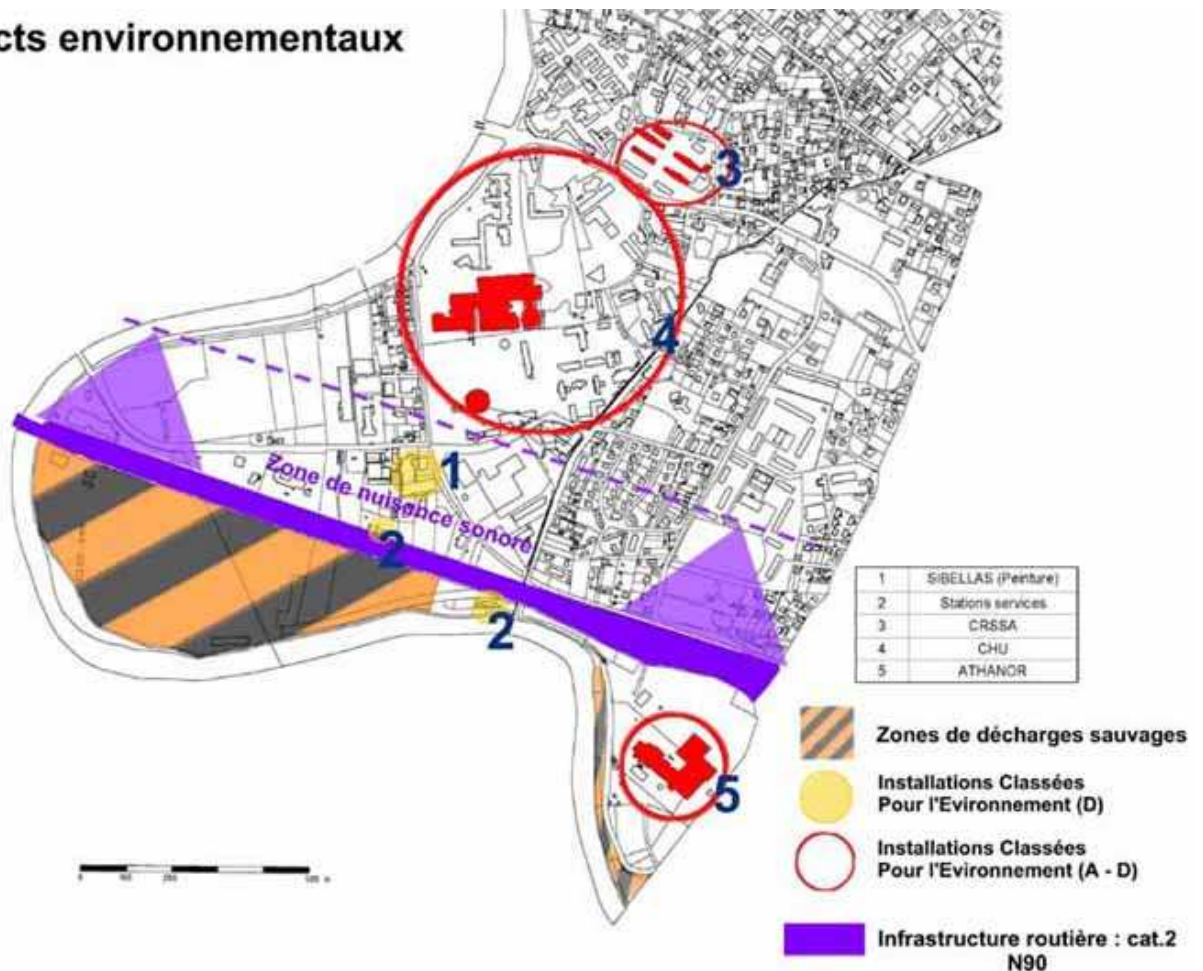 cts environnementaux
3
4
1
Zone de nuisance sonore
2
2
5
1 SIBELLAS (Peinture)
2 Stations services
3 CRSSA
4 CHU
5 ATHANOR
Zones de décharges sauvages
Installations Classées
Pour l'Evironnement (D)
Installations Classées
Pour l'Evironnement (A - D)
Infrastructure routière : cat.2
N90